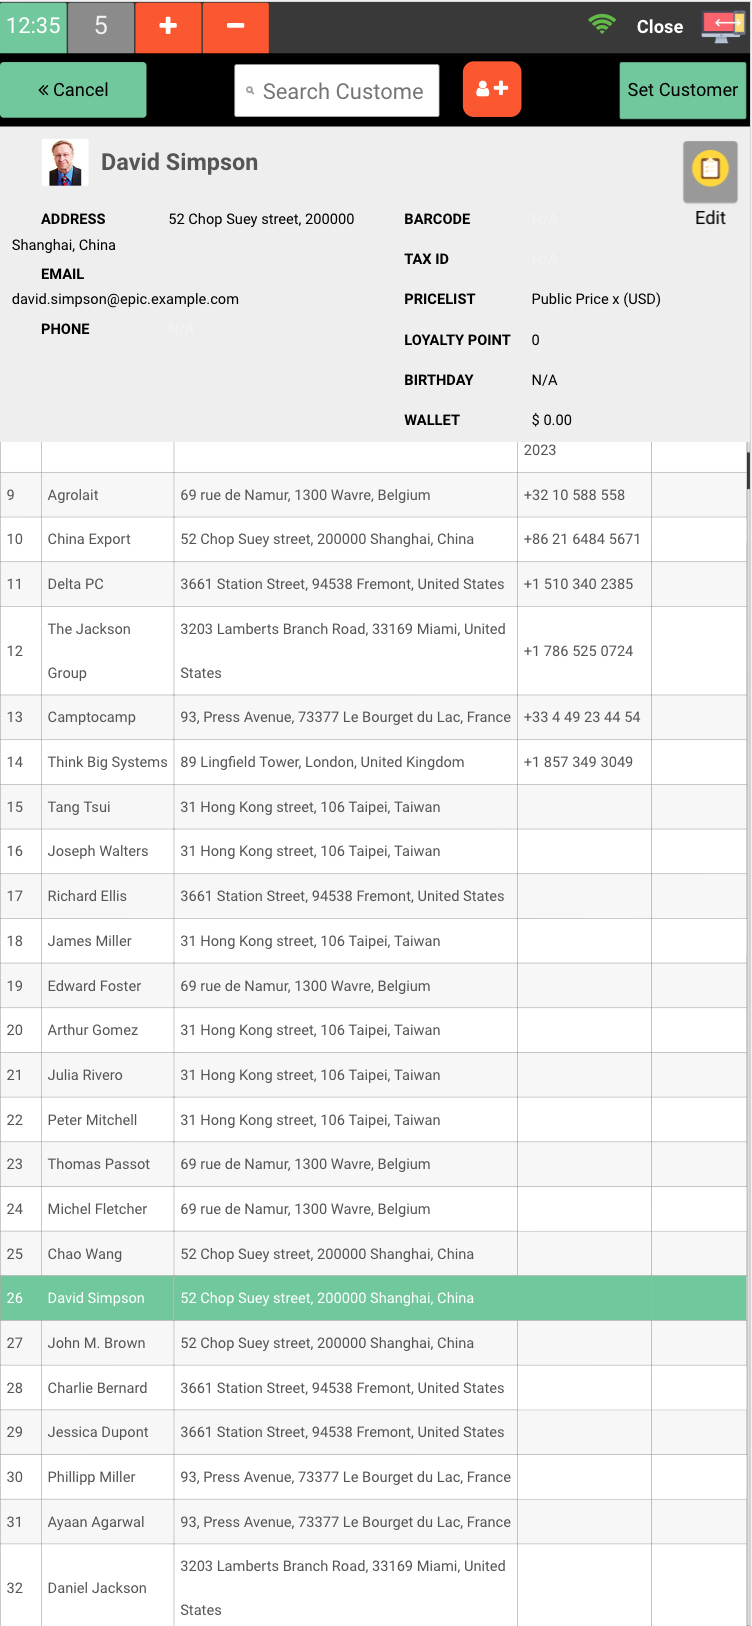 12:35 5 + − Close
« Cancel Search Custome + Set Customer
David Simpson
Edit
ADDRESS 52 Chop Suey street, 200000
Shanghai, China
EMAIL
david.simpson@epic.example.com
PHONE N/A
BARCODE N/A
TAX ID N/A
PRICELIST Public Price x (USD)
LOYALTY POINT 0
BIRTHDAY N/A
WALLET $ 0.00
2023
9 Agrolait 69 rue de Namur, 1300 Wavre, Belgium +32 10 588 558
10 China Export 52 Chop Suey street, 200000 Shanghai, China +86 21 6484 5671
11 Delta PC 3661 Station Street, 94538 Fremont, United States +1 510 340 2385
12 The Jackson Group 3203 Lamberts Branch Road, 33169 Miami, United States +1 786 525 0724
13 Camptocamp 93, Press Avenue, 73377 Le Bourget du Lac, France +33 4 49 23 44 54
14 Think Big Systems 89 Lingfield Tower, London, United Kingdom +1 857 349 3049
15 Tang Tsui 31 Hong Kong street, 106 Taipei, Taiwan
16 Joseph Walters 31 Hong Kong street, 106 Taipei, Taiwan
17 Richard Ellis 3661 Station Street, 94538 Fremont, United States
18 James Miller 31 Hong Kong street, 106 Taipei, Taiwan
19 Edward Foster 69 rue de Namur, 1300 Wavre, Belgium
20 Arthur Gomez 31 Hong Kong street, 106 Taipei, Taiwan
21 Julia Rivero 31 Hong Kong street, 106 Taipei, Taiwan
22 Peter Mitchell 31 Hong Kong street, 106 Taipei, Taiwan
23 Thomas Passot 69 rue de Namur, 1300 Wavre, Belgium
24 Michel Fletcher 69 rue de Namur, 1300 Wavre, Belgium
25 Chao Wang 52 Chop Suey street, 200000 Shanghai, China
26 David Simpson 52 Chop Suey street, 200000 Shanghai, China
27 John M. Brown 52 Chop Suey street, 200000 Shanghai, China
28 Charlie Bernard 3661 Station Street, 94538 Fremont, United States
29 Jessica Dupont 3661 Station Street, 94538 Fremont, United States
30 Phillipp Miller 93, Press Avenue, 73377 Le Bourget du Lac, France
31 Ayaan Agarwal 93, Press Avenue, 73377 Le Bourget du Lac, France
32 Daniel Jackson 3203 Lamberts Branch Road, 33169 Miami, United States